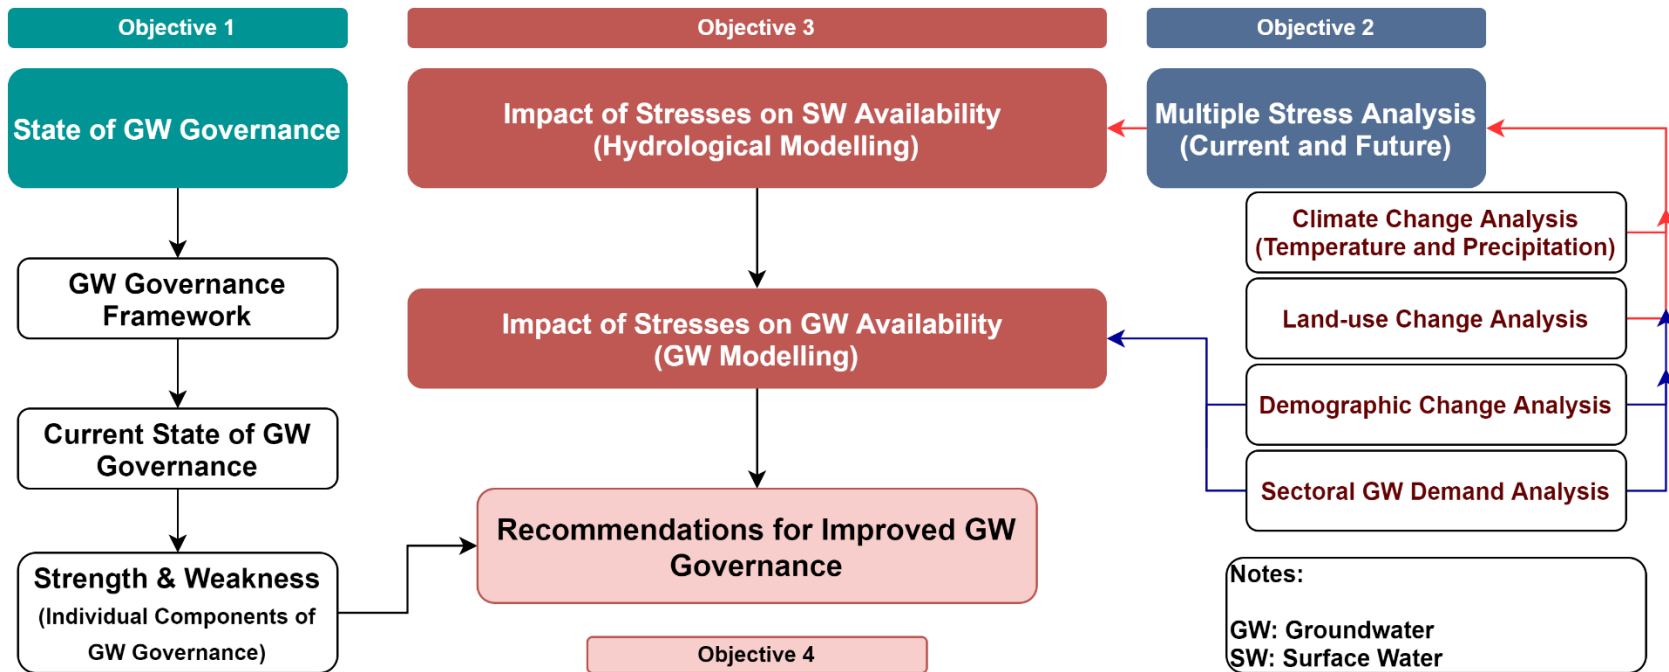 Objective 1
Objective 3
Objective 2
State of GW Governance
Impact of Stresses on SW Availability
(Hydrological Modelling)
Multiple Stress Analysis
(Current and Future)
Climate Change Analysis
(Temperature and Precipitation)
GW Governance
Framework
Impact of Stresses on GW Availability
(GW Modelling)
Land-use Change Analysis
Demographic Change Analysis
Current State of GW
Governance
Sectoral GW Demand Analysis
Recommendations for Improved GW
Governance
Strength & Weakness
(Individual Components of
GW Governance)
Notes:
GW: Groundwater
SW: Surface Water
Objective 4